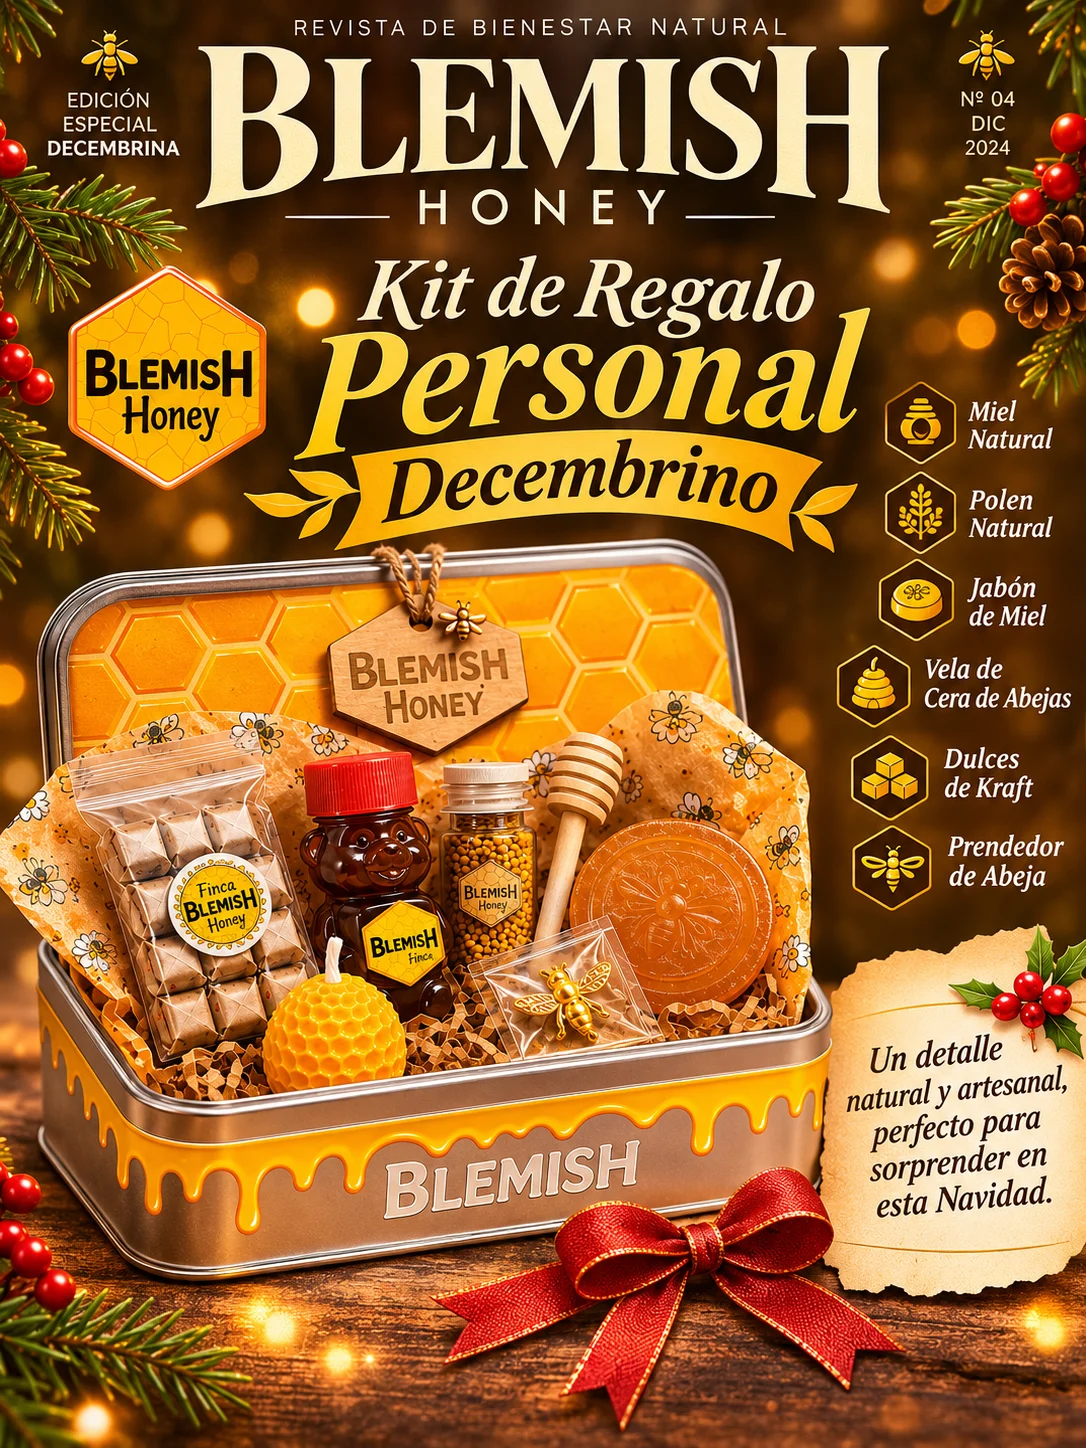 REVISTA DE BIENESTAR NATURAL
BLEMISH
HONEY
EDICIÓN
ESPECIAL
DECEMBRINA
Nº 04
DIC
2024
Kit de Regalo
Personal
Decembrino
BLEMISH
Honey
Miel
Natural
Polen
Natural
Jabón
de Miel
Vela de
Cera de Abejas
Dulces
de Kraft
Prendedor
de Abeja
BLEMISH
HONEY
Finca
BLEMISH
Honey
BLEMISH
Finca
BLEMISH
Honey
BLEMISH
Un detalle
natural y artesanal,
perfecto para
sorprender en
esta Navidad.